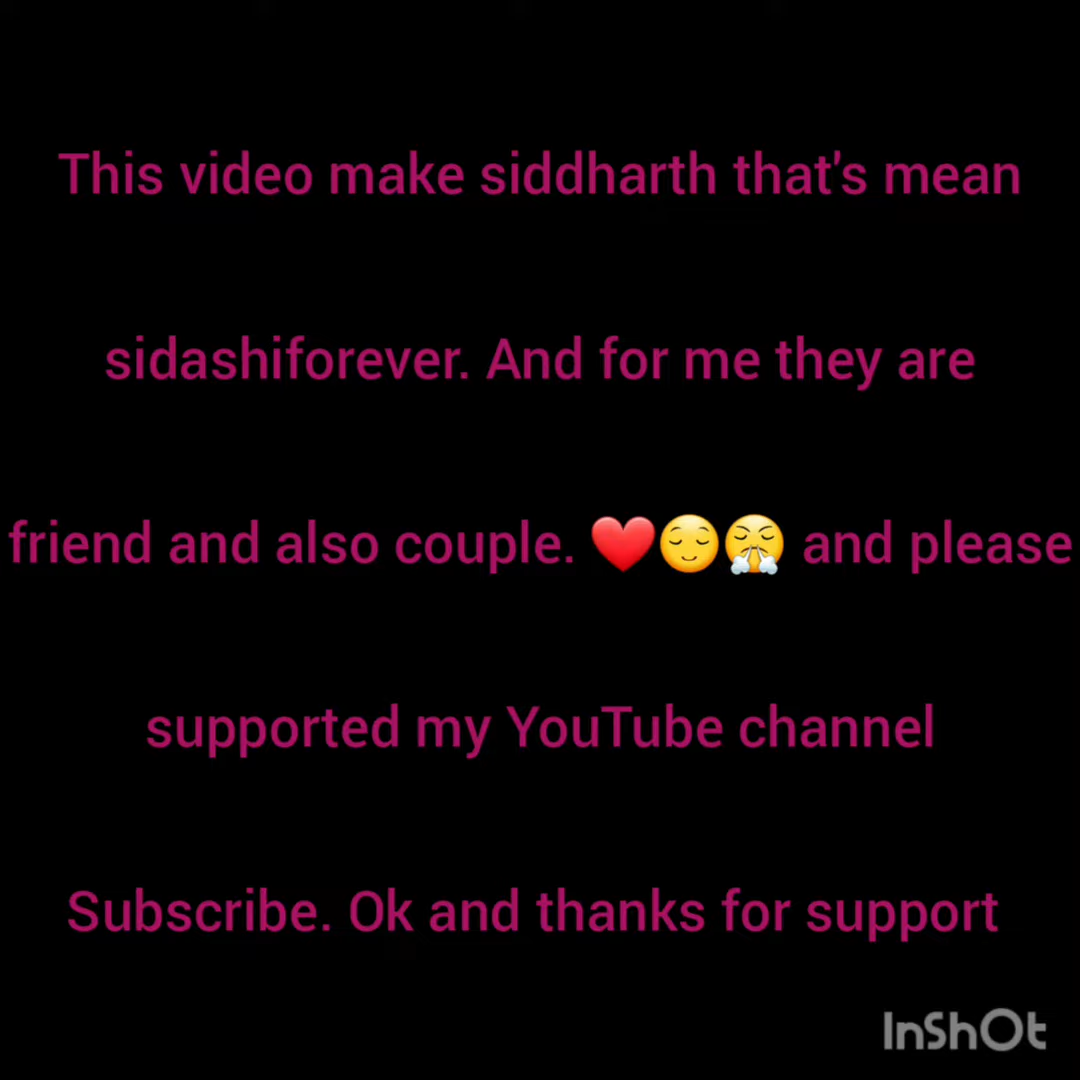 This video make siddharth that's mean
sidashiforever. And for me they are
friend and also couple. ❤️😌😤 and please
supported my YouTube channel
Subscribe. Ok and thanks for support
InShOt